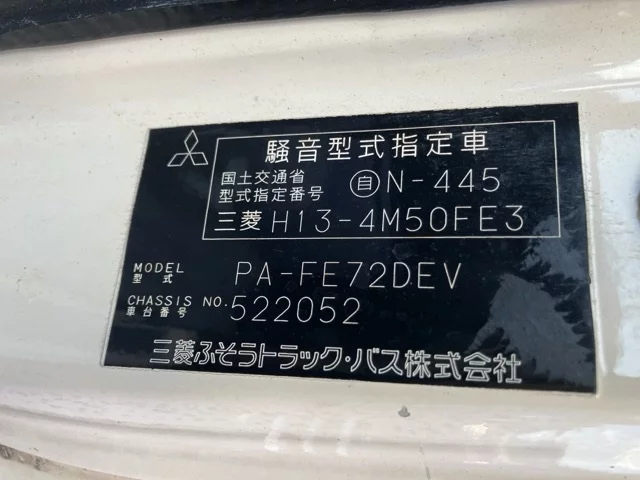 騒音型式指定車
国土交通省
型式指定番号 自N-445
三菱 H13-4M50FE3
MODEL
型式 PA-FE72DEV
CHASSIS NO.
車台番号 522052
三菱ふそうトラック・バス株式会社